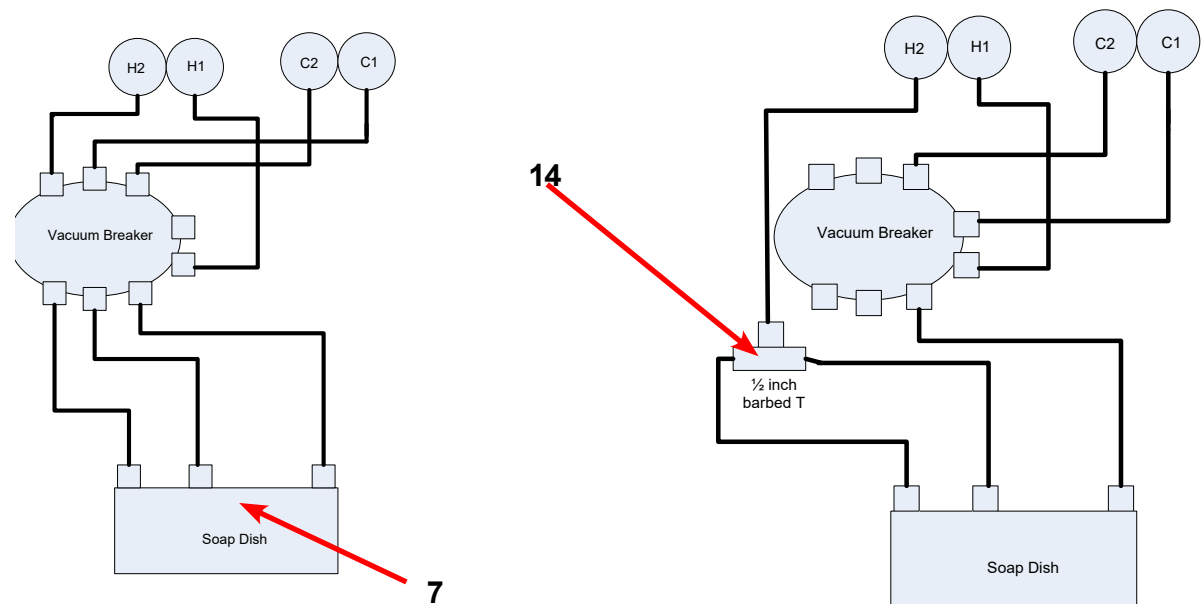 H2 H1 C2 C1
Vacuum Breaker
Soap Dish
7
H2 H1 C2 C1
14
Vacuum Breaker
½ inch
barbed T
Soap Dish